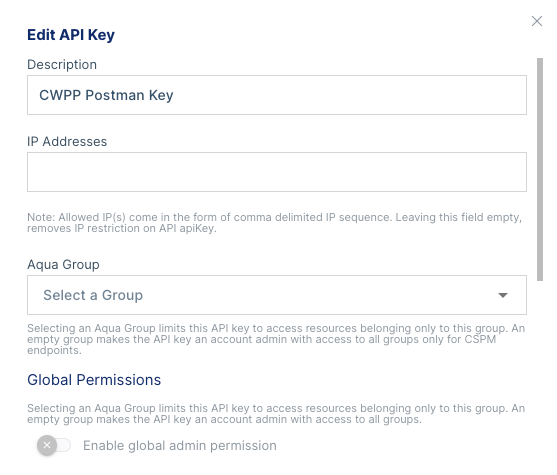 Edit API Key
Description
CWPP Postman Key
IP Addresses
Note: Allowed IP(s) come in the form of comma delimited IP sequence. Leaving this field empty,
removes IP restriction on API apiKey.
Aqua Group
Select a Group
Selecting an Aqua Group limits this API key to access resources belonging only to this group. An
empty group makes the API key an account admin with access to all groups only for CSPM
endpoints.
Global Permissions
Selecting an Aqua Group limits this API key to access resources belonging only to this group. An
empty group makes the API key an account admin with access to all groups.
Enable global admin permission